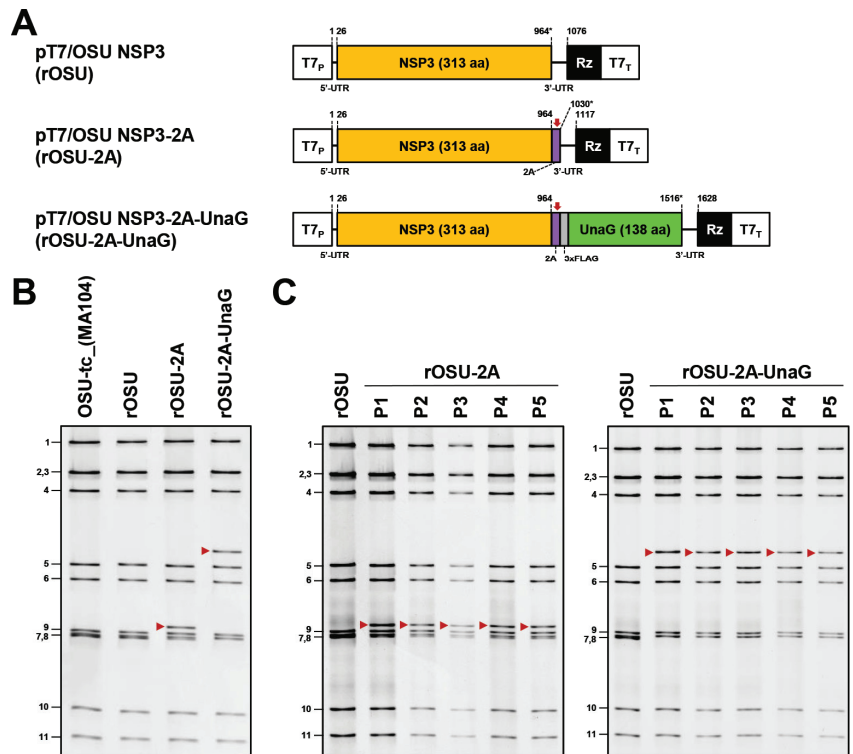 A
pT7/OSU NSP3
(rOSU)
1 26 964* 1076
T7P NSP3 (313 aa) Rz T7T
5'-UTR 3'-UTR
pT7/OSU NSP3-2A
(rOSU-2A)
1 26 964 1030* 1117
T7P NSP3 (313 aa) Rz T7T
5'-UTR 2A 3'-UTR
pT7/OSU NSP3-2A-UnaG
(rOSU-2A-UnaG)
1 26 964 1516* 1628
T7P NSP3 (313 aa) UnaG (138 aa) Rz T7T
5'-UTR 2A 3xFLAG 3'-UTR
B
OSU-tc_(MA104)
rOSU
rOSU-2A
rOSU-2A-UnaG
1
2,3
4
5
6
9
7,8
10
11
C
rOSU-2A
rOSU P1 P2 P3 P4 P5
1
2,3
4
5
6
9
7,8
10
11
rOSU-2A-UnaG
rOSU P1 P2 P3 P4 P5
1
2,3
4
5
6
9
7,8
10
11